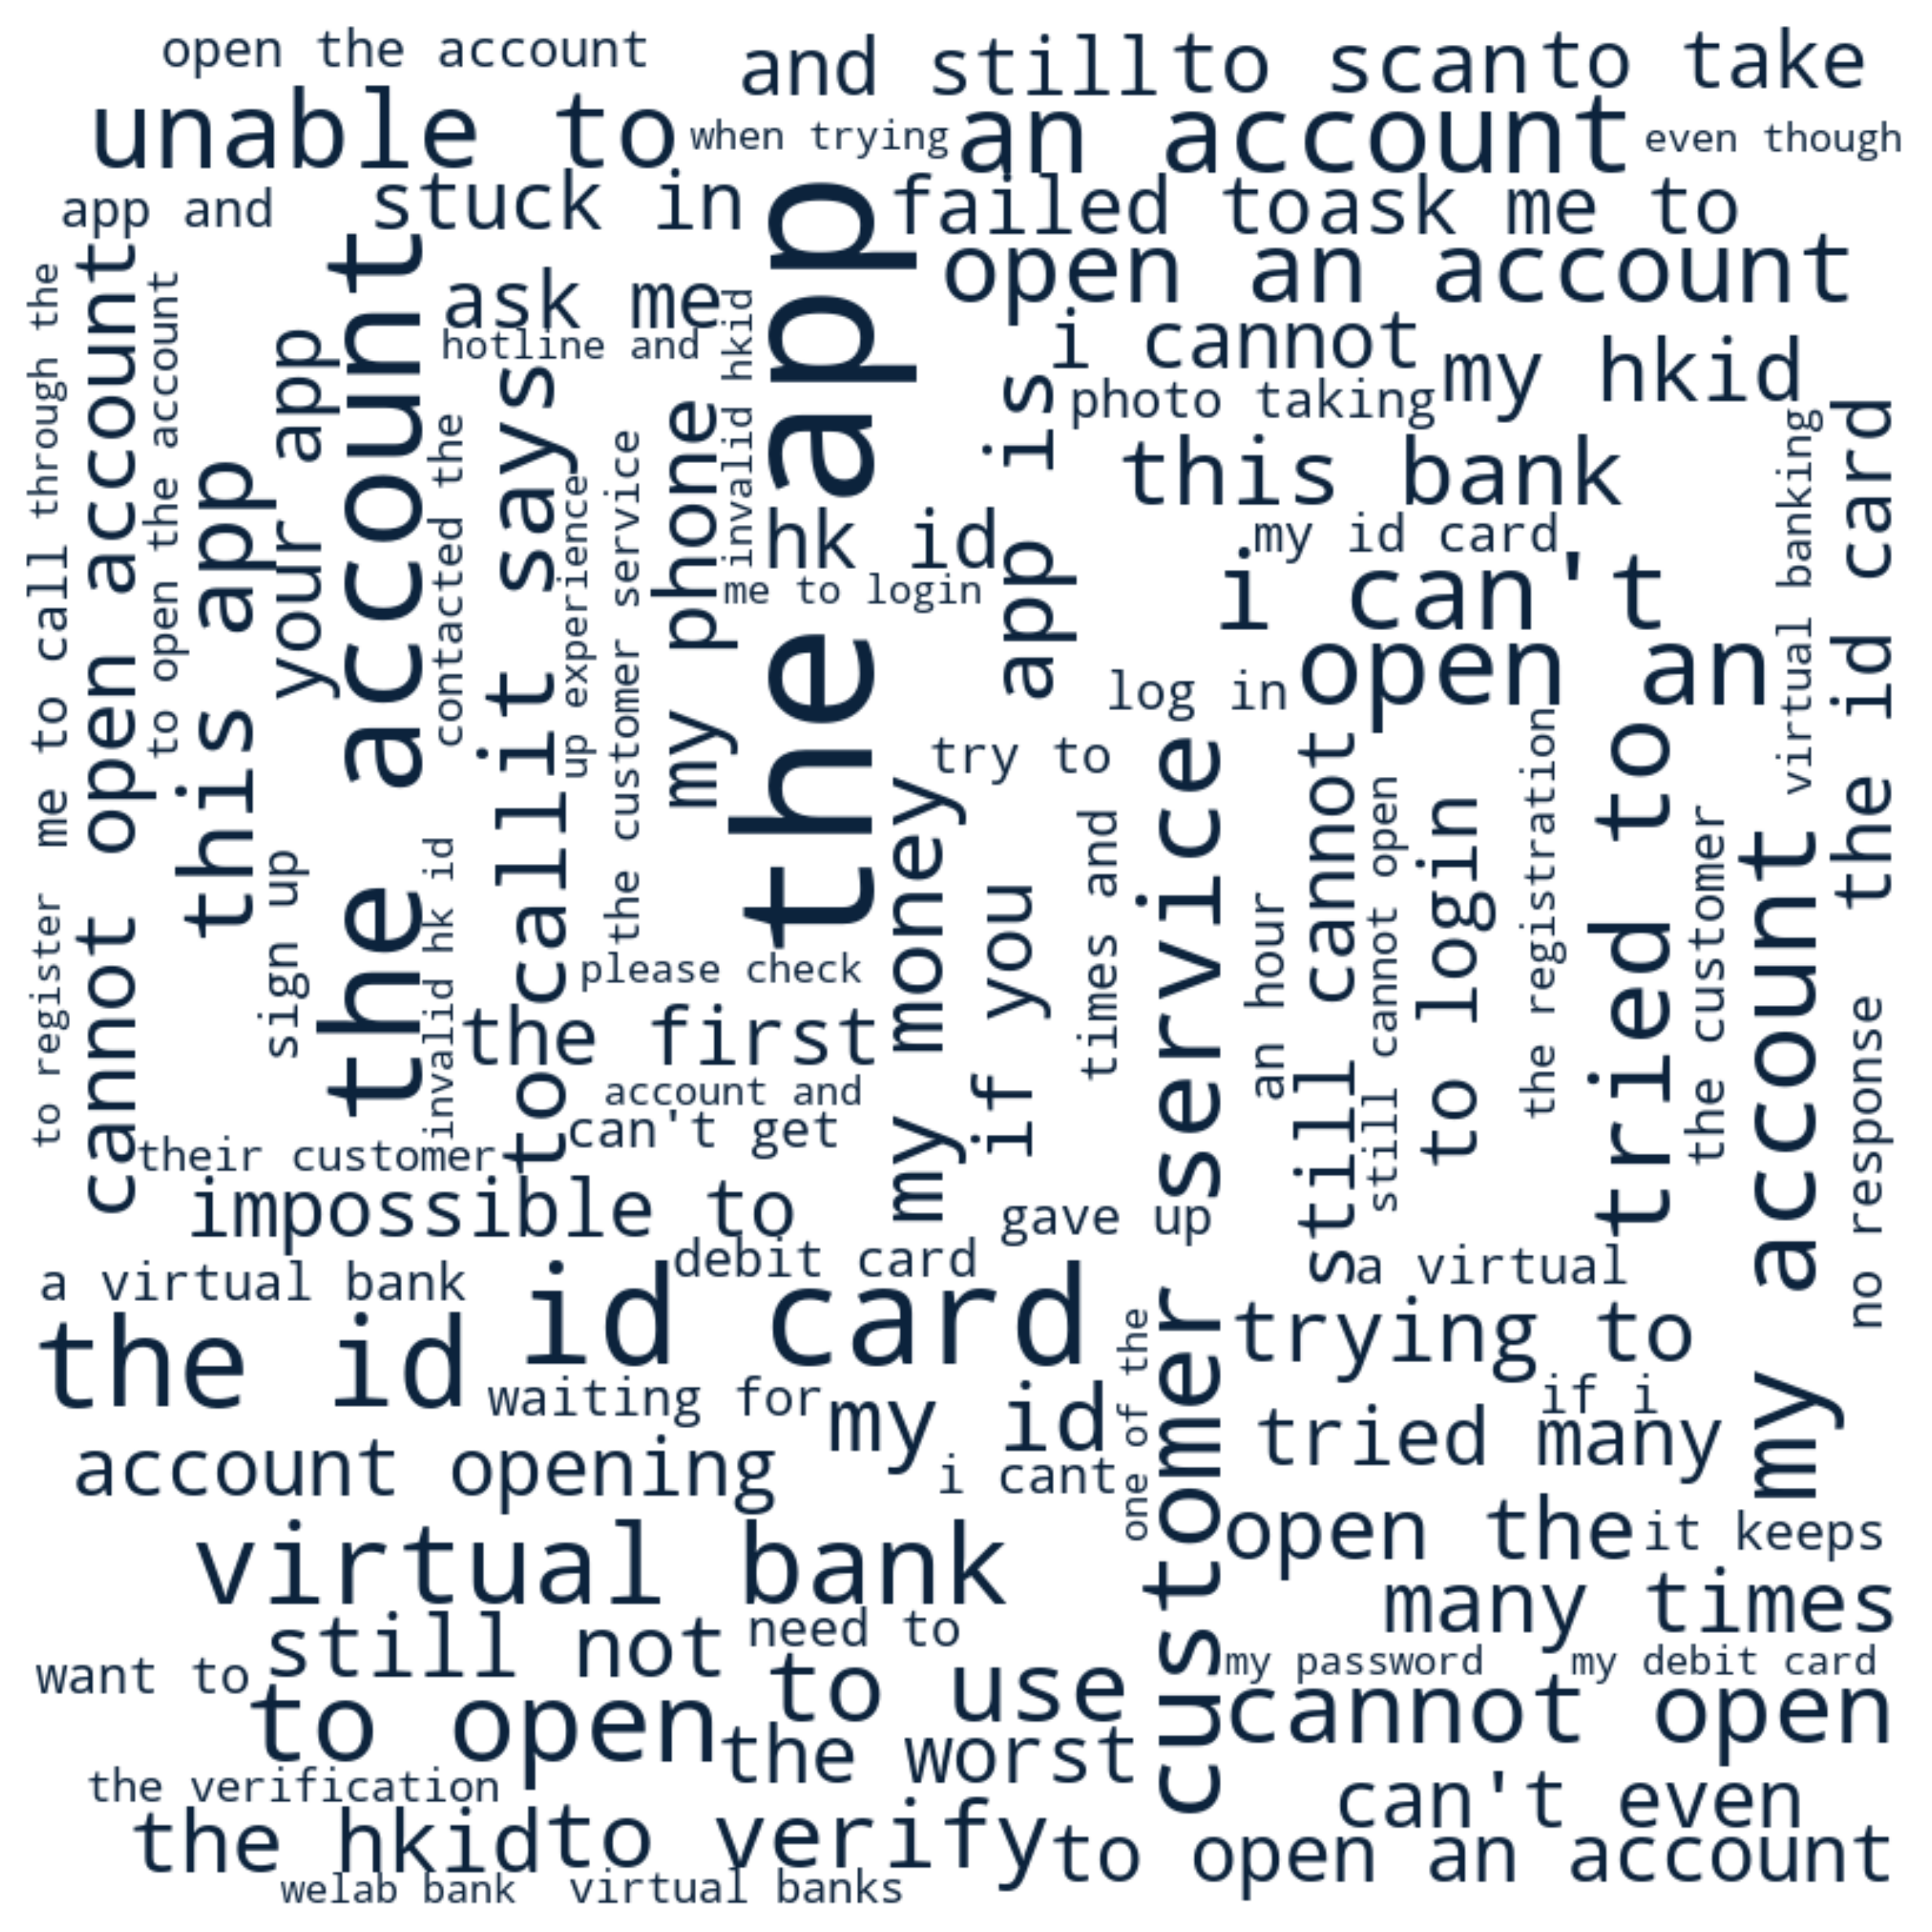 open the account
and still
to scan
to take
unable to
when trying
an account
even though
app and
stuck in
failed to
ask me to
open an account
ask me
hotline and
i cannot
my hkid
photo taking
this bank
hk id
my id card
me to login
i can't
open an
log in
try to
me to call
through the
to register
cannot open account
to open the account
this app
your app
sign up
the account
contacted the
invalid hk id
it says
to call
up experience
the customer service
my phone
invalid hkid
the app
app is
my money
if you
times and
customer service
an hour
still cannot
still cannot open
to login
the registration
tried to
the customer
my account
virtual banking
the id card
no response
please check
the first
account and
can't get
their customer
impossible to
gave up
debit card
a virtual
a virtual bank
id card
the id
trying to
waiting for
my id
one of the
if i
tried many
account opening
i cant
open the
it keeps
virtual bank
many times
still not
need to
want to
my password
my debit card
to use
to open
cannot open
the worst
the verification
can't even
the hkid
to verify
to open an account
welab bank
virtual banks